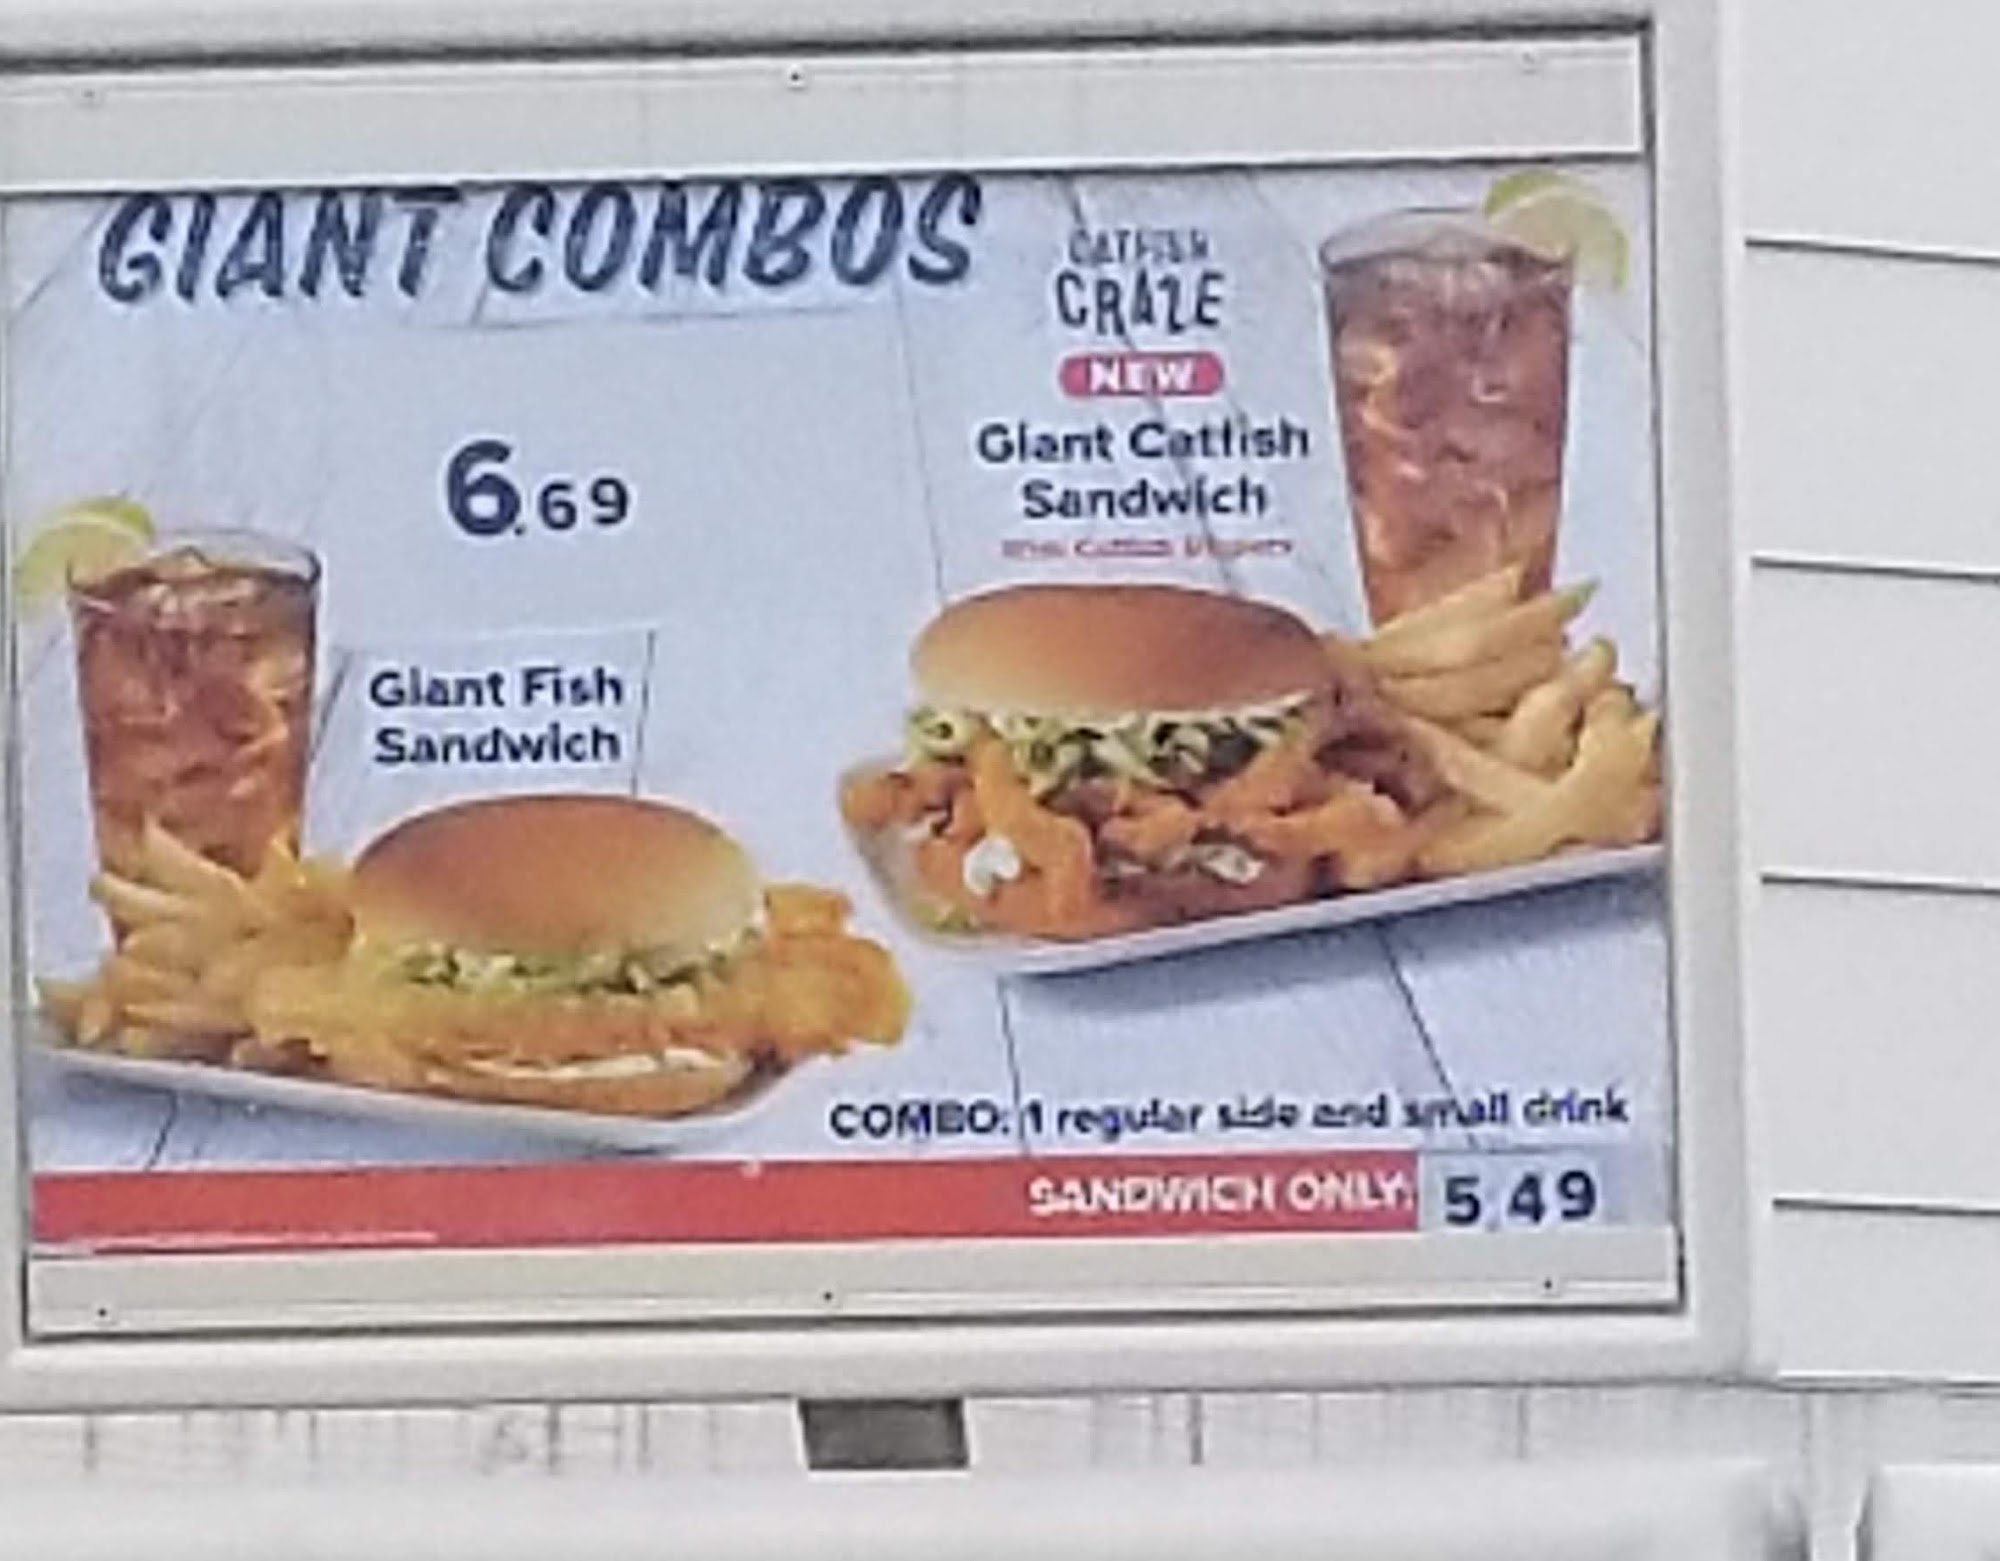 GIANT COMBOS
CATFISH
CRAZE
NEW
Giant Catfish
Sandwich
Catfish
6.69
Giant Fish
Sandwich
COMBO: 1 regular side and small drink
SANDWICH ONLY: 5.49